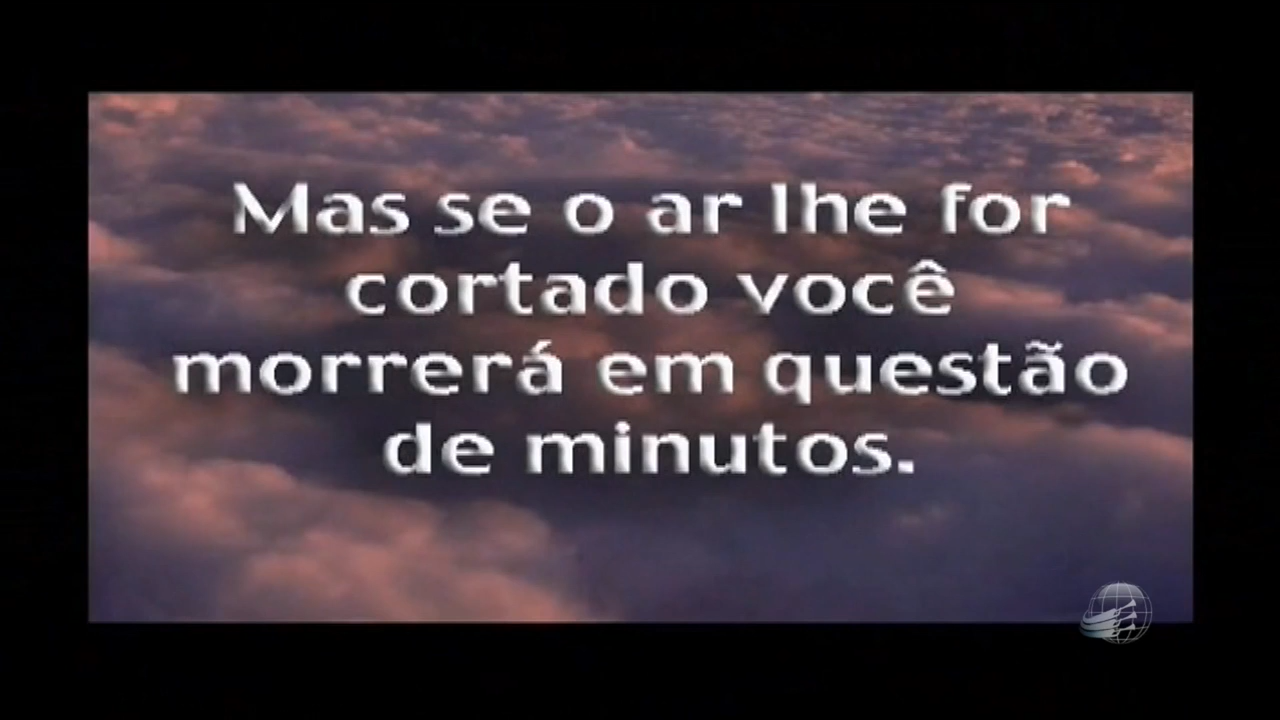 Mas se o ar lhe for
cortado você
morrerá em questão
de minutos.